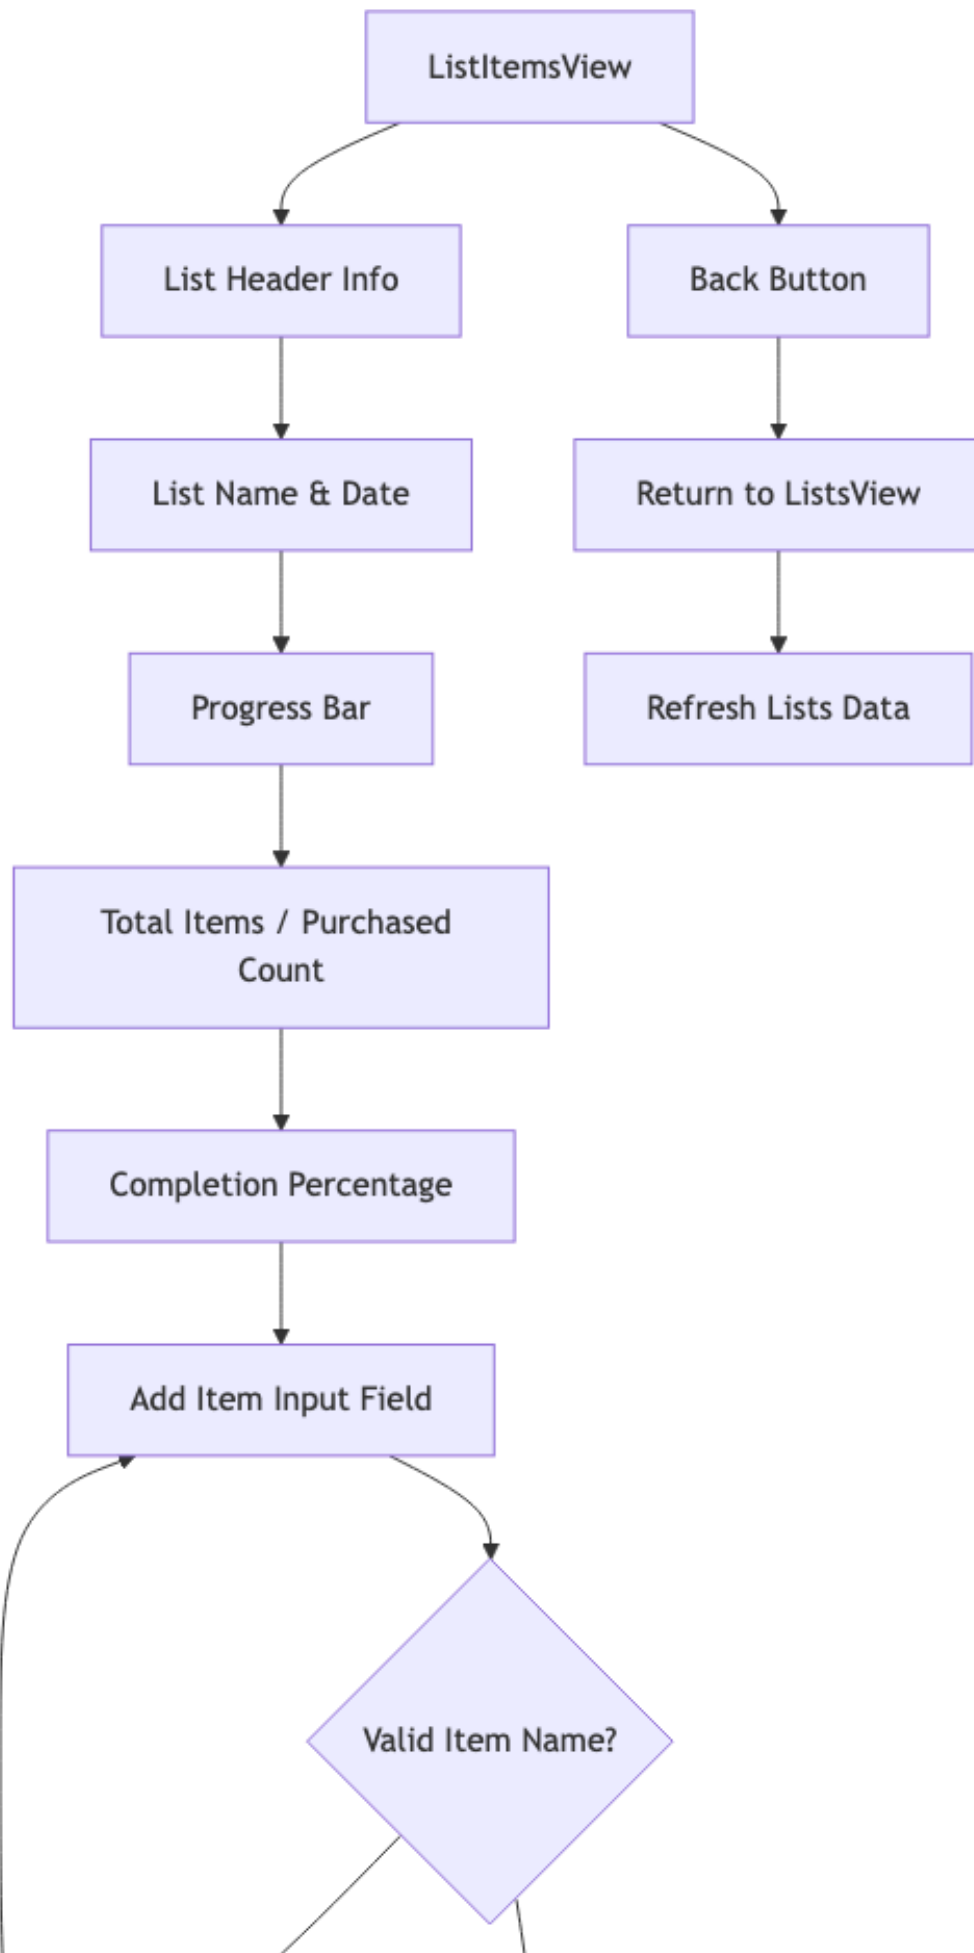 ListItemsView
List Header Info
Back Button
List Name & Date
Return to ListsView
Progress Bar
Refresh Lists Data
Total Items / Purchased
Count
Completion Percentage
Add Item Input Field
Valid Item Name?